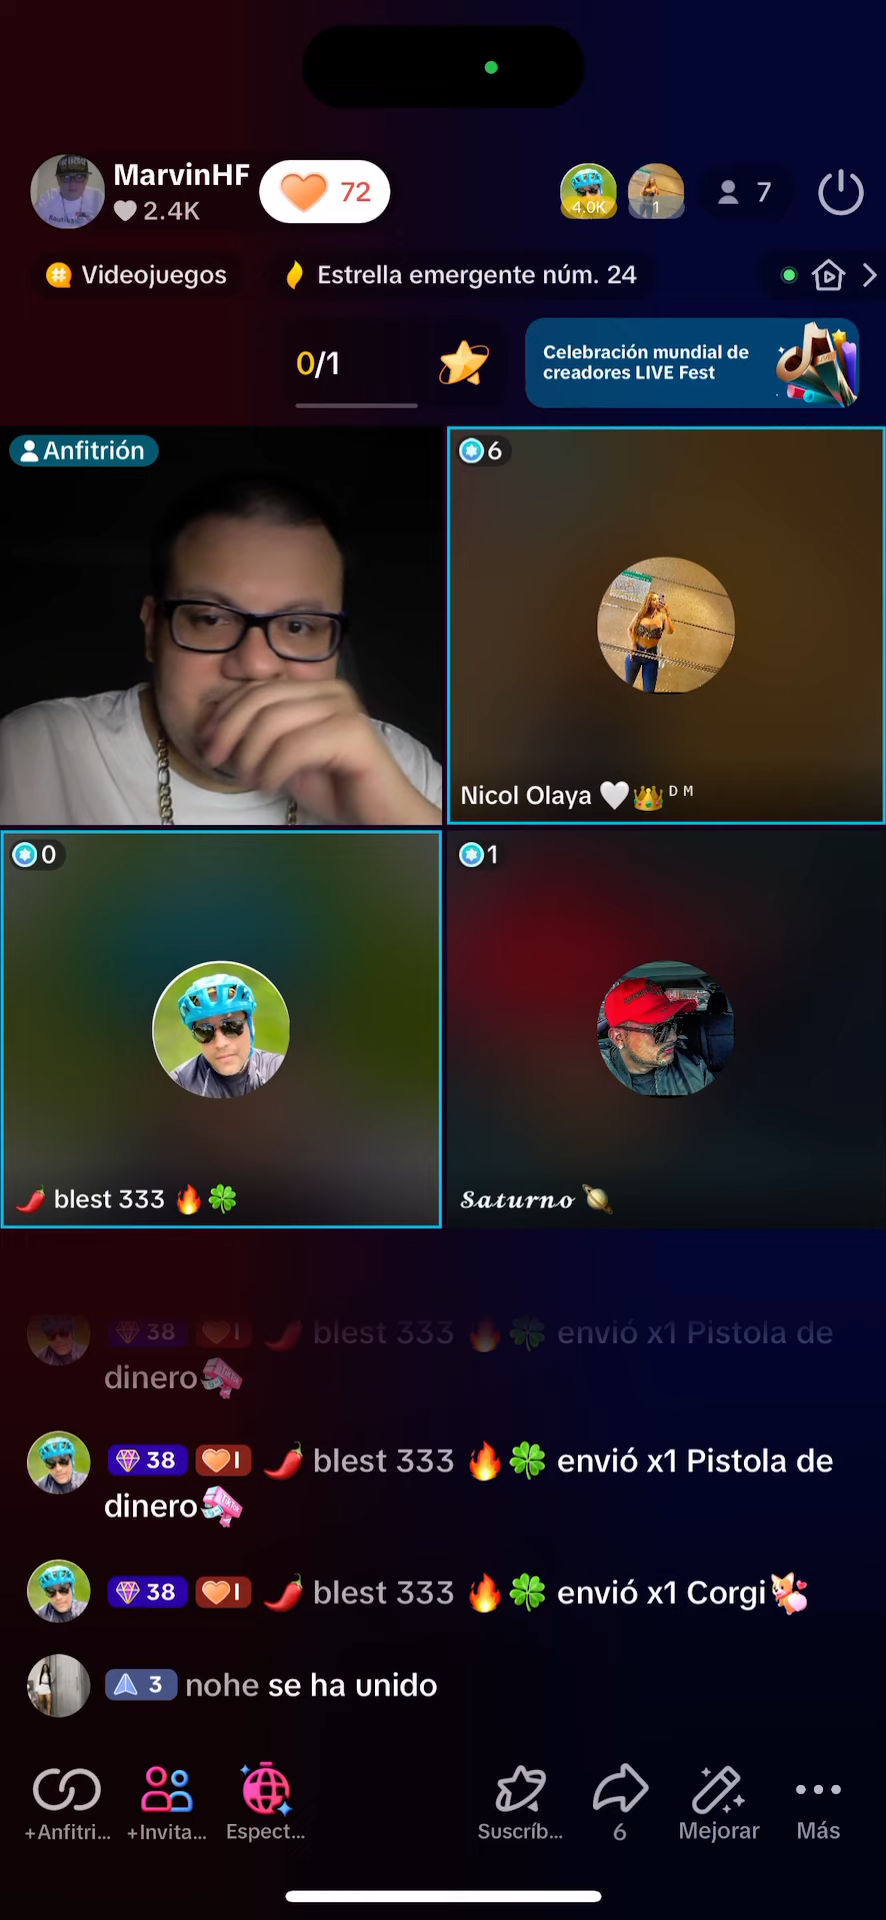 MarvinHF
2.4K
72
4.0K
1
7
Videojuegos
Estrella emergente núm. 24
0/1
Celebración mundial de
creadores LIVE Fest
Anfitrión
6
Nicol Olaya 🤍👑ᴰᴹ
0
🌶️ blest 333 🔥🍀
1
𝓢𝓪𝓽𝓾𝓻𝓷𝓸 🪐
38 I 🌶️ blest 333 🔥🍀 envió x1 Pistola de
dinero
38 I 🌶️ blest 333 🔥🍀 envió x1 Pistola de
dinero
38 I 🌶️ blest 333 🔥🍀 envió x1 Corgi
3 nohe se ha unido
+Anfitri...
+Invita...
Espect...
Suscríb...
6
Mejorar
Más